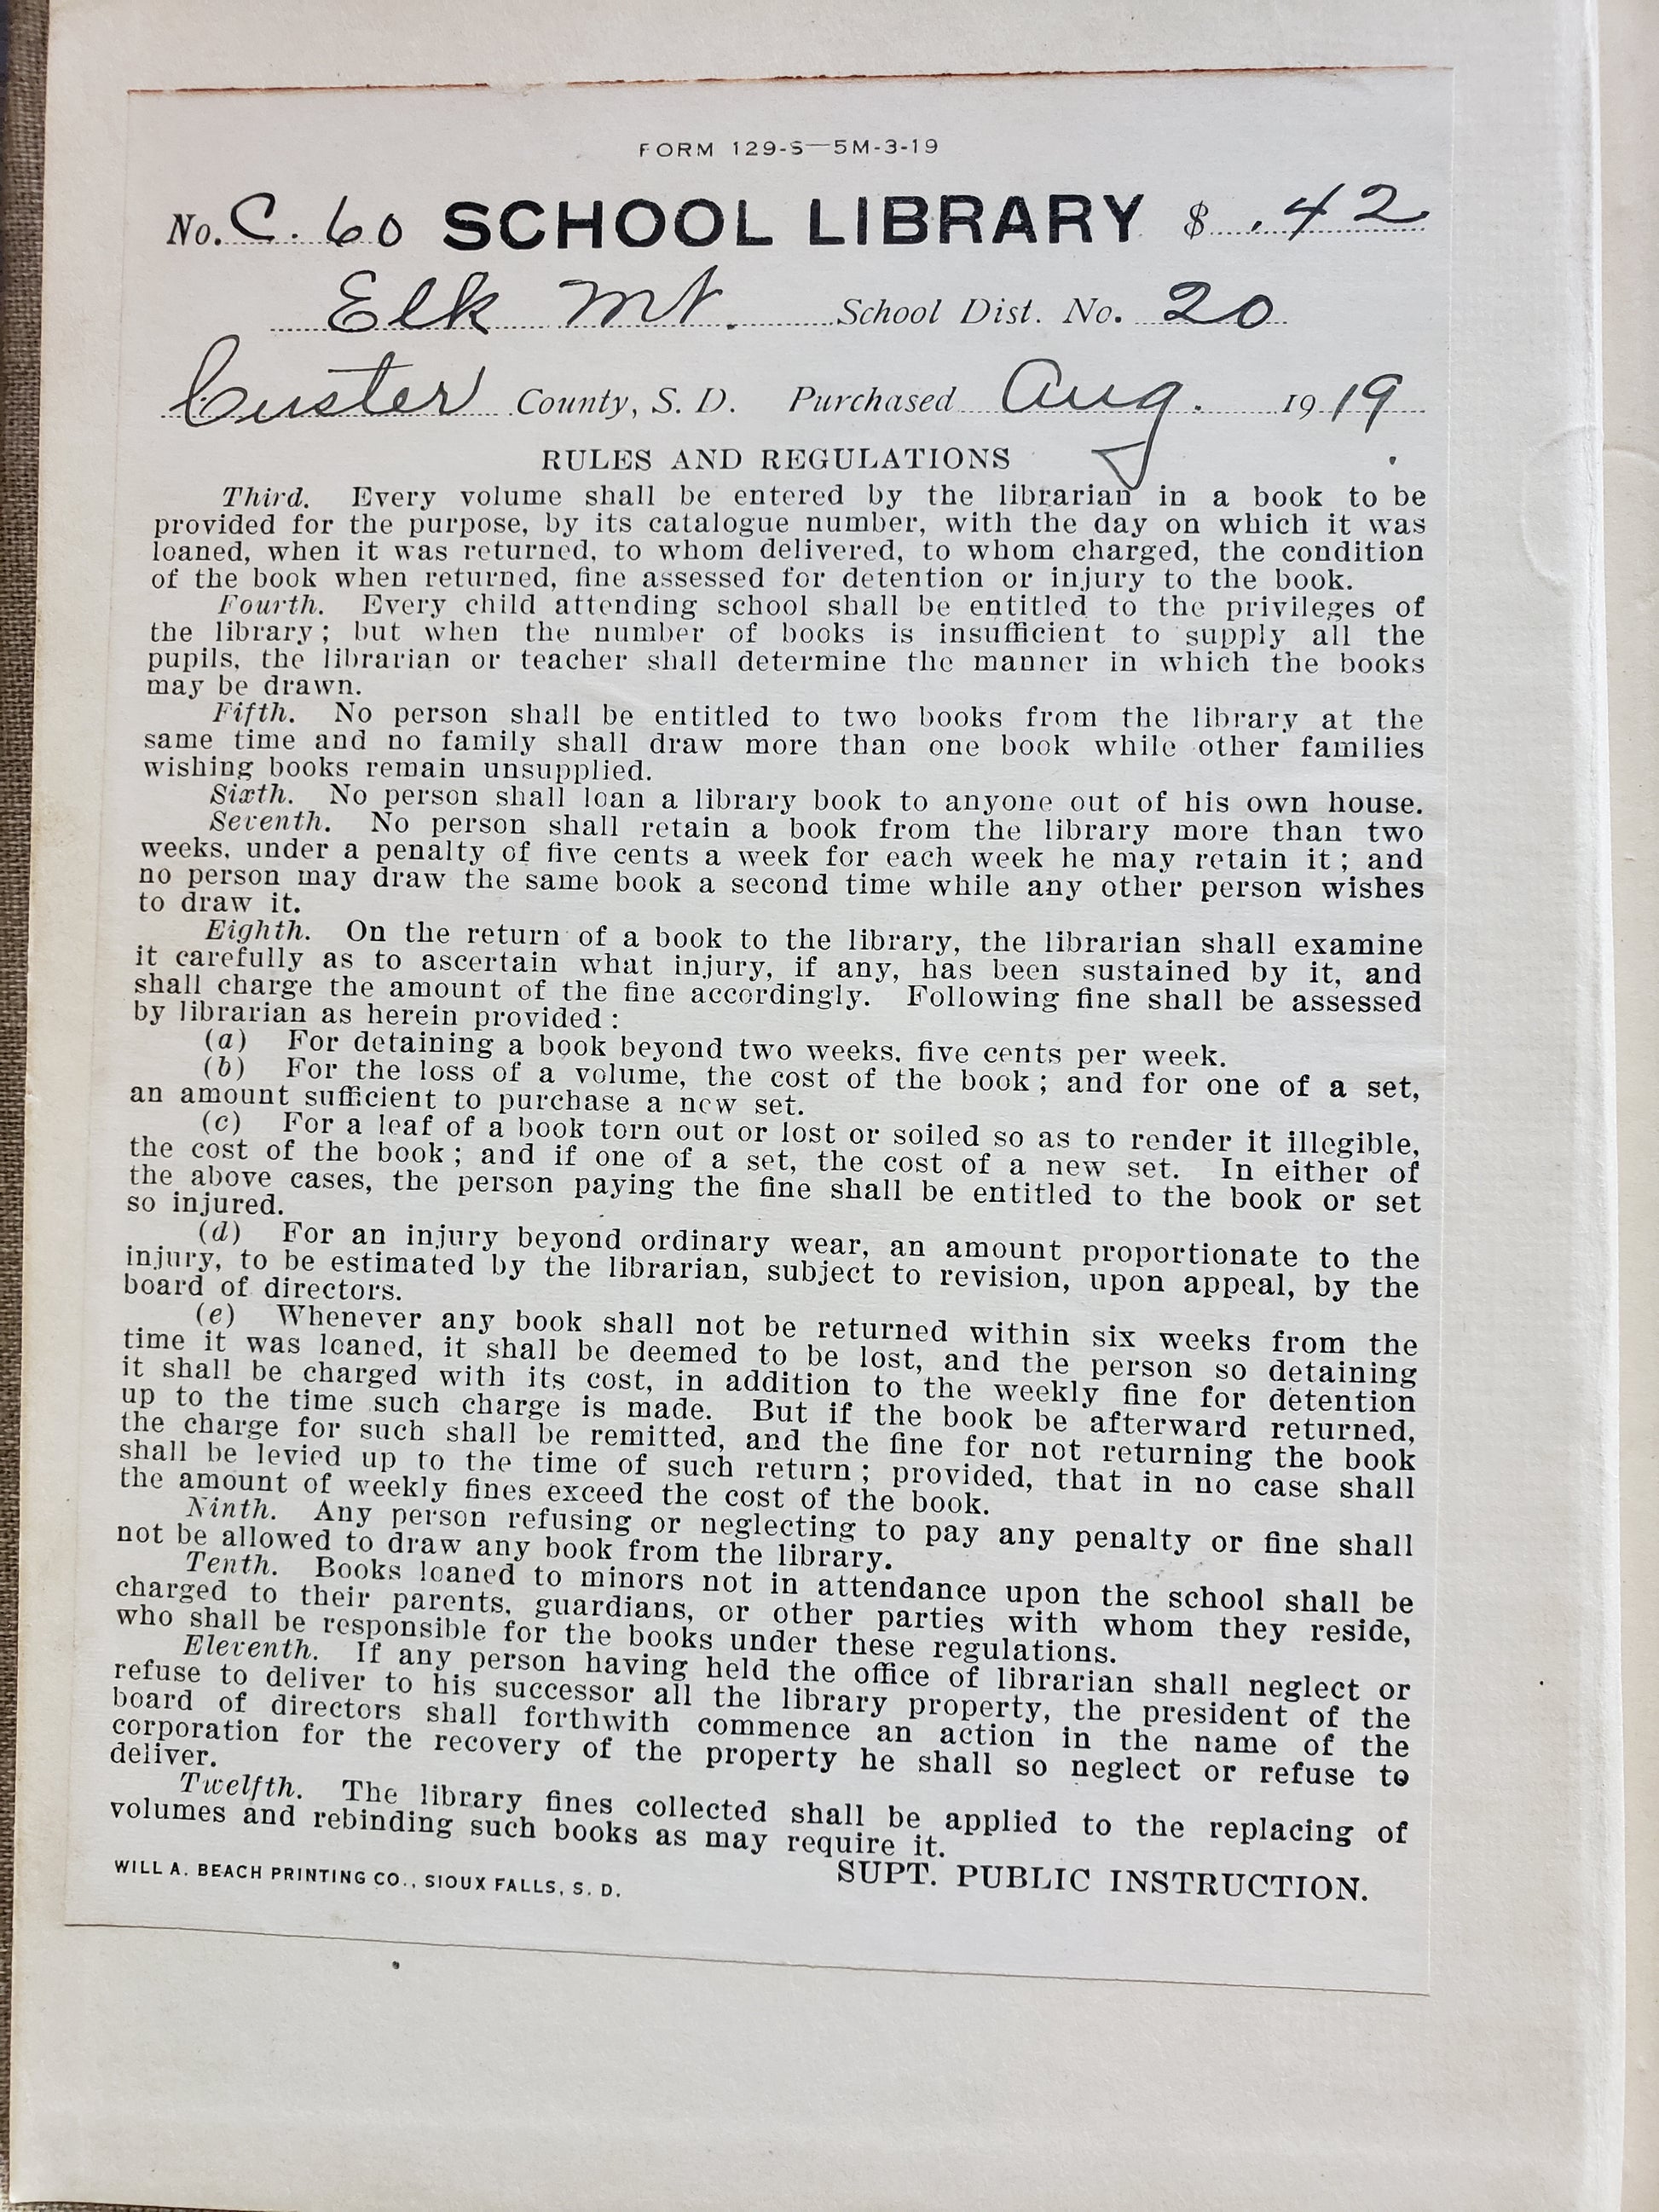 FORM 129-S—5M-3-19
No. C. 60 SCHOOL LIBRARY $ .42
Elk Mt. School Dist. No. 20
Custer County, S. D. Purchased Aug. 1919
RULES AND REGULATIONS
Third. Every volume shall be entered by the librarian in a book to be
provided for the purpose, by its catalogue number, with the day on which it was
loaned, when it was returned, to whom delivered, to whom charged, the condition
of the book when returned, fine assessed for detention or injury to the book.
Fourth. Every child attending school shall be entitled to the privileges of
the library; but when the number of books is insufficient to supply all the
pupils, the librarian or teacher shall determine the manner in which the books
may be drawn.
Fifth. No person shall be entitled to two books from the library at the
same time and no family shall draw more than one book while other families
wishing books remain unsupplied.
Sixth. No person shall loan a library book to anyone out of his own house.
Seventh. No person shall retain a book from the library more than two
weeks, under a penalty of five cents a week for each week he may retain it; and
no person may draw the same book a second time while any other person wishes
to draw it.
Eighth. On the return of a book to the library, the librarian shall examine
it carefully as to ascertain what injury, if any, has been sustained by it, and
shall charge the amount of the fine accordingly. Following fine shall be assessed
by librarian as herein provided:
(a) For detaining a book beyond two weeks, five cents per week.
(b) For the loss of a volume, the cost of the book; and for one of a set,
an amount sufficient to purchase a new set.
(c) For a leaf of a book torn out or lost or soiled so as to render it illegible,
the cost of the book; and if one of a set, the cost of a new set. In either of
the above cases, the person paying the fine shall be entitled to the book or set
so injured.
(d) For an injury beyond ordinary wear, an amount proportionate to the
injury, to be estimated by the librarian, subject to revision, upon appeal, by the
board of directors.
(e) Whenever any book shall not be returned within six weeks from the
time it was loaned, it shall be deemed to be lost, and the person so detaining
it shall be charged with its cost, in addition to the weekly fine for detention
up to the time such charge is made. But if the book be afterward returned,
the charge for such shall be remitted, and the fine for not returning the book
shall be levied up to the time of such return; provided, that in no case shall
the amount of weekly fines exceed the cost of the book.
Ninth. Any person refusing or neglecting to pay any penalty or fine shall
not be allowed to draw any book from the library.
Tenth. Books loaned to minors not in attendance upon the school shall be
charged to their parents, guardians, or other parties with whom they reside,
who shall be responsible for the books under these regulations.
Eleventh. If any person having held the office of librarian shall neglect or
refuse to deliver to his successor all the library property, the president of the
board of directors shall forthwith commence an action in the name of the
corporation for the recovery of the property he shall so neglect or refuse to
deliver.
Twelfth. The library fines collected shall be applied to the replacing of
volumes and rebinding such books as may require it.
WILL A. BEACH PRINTING CO., SIOUX FALLS, S. D. SUPT. PUBLIC INSTRUCTION.